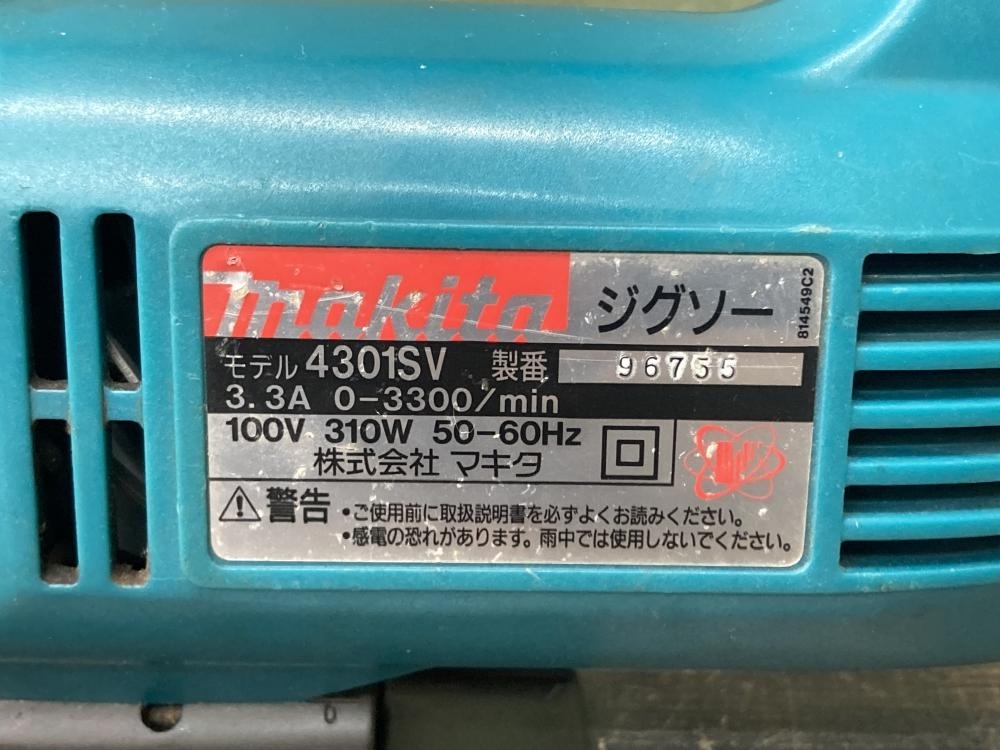 makita ジグソー
814549C2
モデル 4301SV 製番 96755
3.3A 0-3300/min
100V 310W 50-60Hz
株式会社 マキタ
⚠警告 •ご使用前に取扱説明書を必ずよくお読みください。
•感電の恐れがあります。雨中では使用しないでください。
0